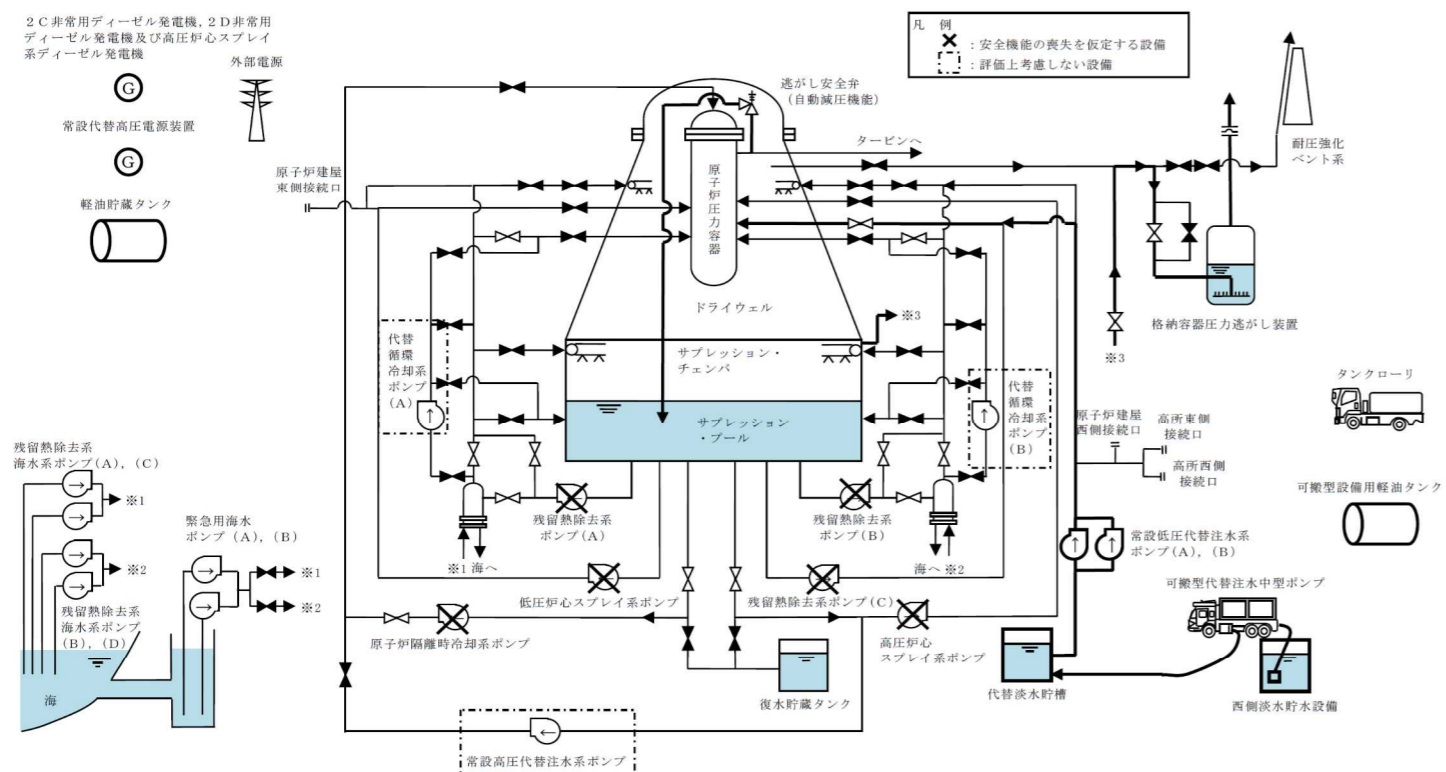 ２Ｃ非常用ディーゼル発電機，２Ｄ非常用
ディーゼル発電機及び高圧炉心スプレイ
系ディーゼル発電機
G
外部電源
常設代替高圧電源装置
G
軽油貯蔵タンク
凡 例
：安全機能の喪失を仮定する設備
：評価上考慮しない設備
逃がし安全弁
（自動減圧機能）
タービンへ
耐圧強化
ベント系
原子炉建屋
東側接続口
原子炉圧力容器
ドライウェル
※3
格納容器圧力逃がし装置
※3
代替
循環
冷却系
ポンプ
(A)
サプレッション・
チェンバ
サプレッション
・プール
代替
循環
冷却系
ポンプ
(B)
原子炉建屋
西側接続口
高所東側
接続口
高所西側
接続口
タンクローリ
可搬型設備用軽油タンク
残留熱除去系
海水系ポンプ(A)，(C)
※1
※2
残留熱除去系
海水系ポンプ
(B)，(D)
海
緊急用海水
ポンプ (A)，(B)
※1
※2
残留熱除去系
ポンプ(A)
※1 海へ
残留熱除去系
ポンプ(B)
海へ ※2
常設低圧代替注水系
ポンプ(A)，(B)
低圧炉心スプレイ系ポンプ
残留熱除去系ポンプ(C)
可搬型代替注水中型ポンプ
原子炉隔離時冷却系ポンプ
高圧炉心
スプレイ系ポンプ
復水貯蔵タンク
代替淡水貯槽
西側淡水貯水設備
常設高圧代替注水系ポンプ